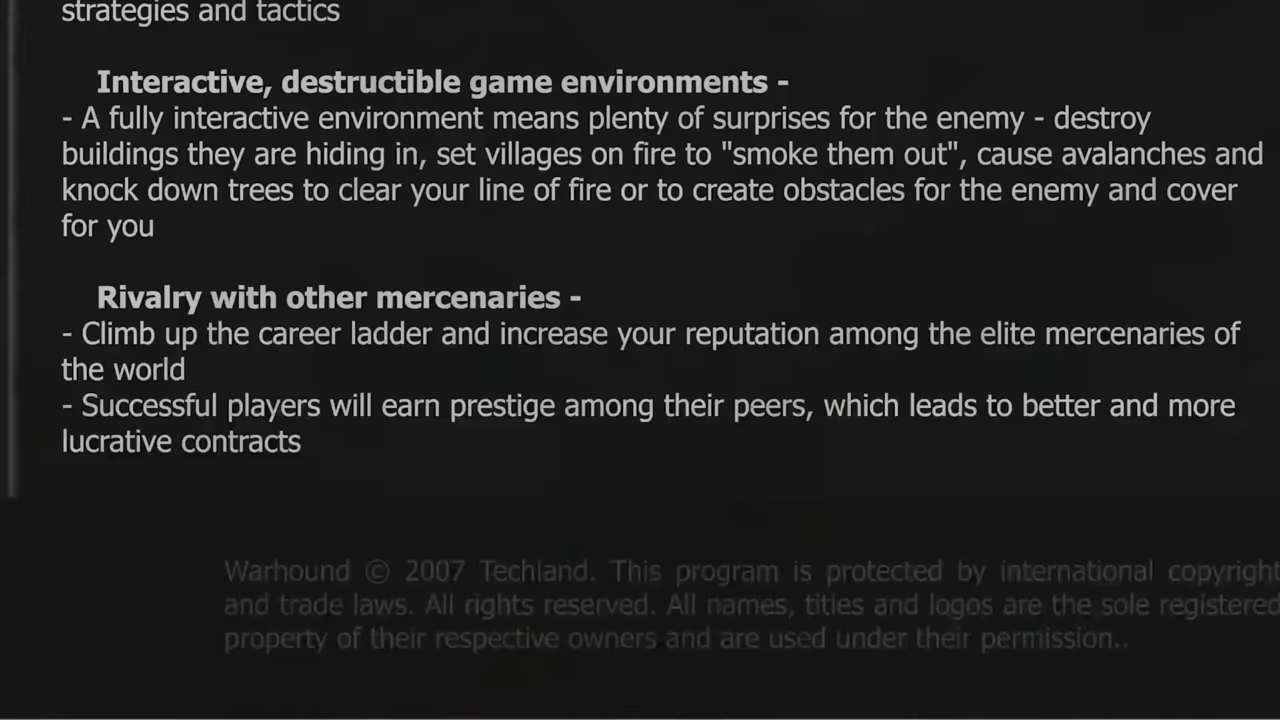 strategies and tactics
Interactive, destructible game environments -
- A fully interactive environment means plenty of surprises for the enemy - destroy
buildings they are hiding in, set villages on fire to "smoke them out", cause avalanches and
knock down trees to clear your line of fire or to create obstacles for the enemy and cover
for you
Rivalry with other mercenaries -
- Climb up the career ladder and increase your reputation among the elite mercenaries of
the world
- Successful players will earn prestige among their peers, which leads to better and more
lucrative contracts
Warhound © 2007 Techland. This program is protected by international copyright
and trade laws. All rights reserved. All names, titles and logos are the sole registered
property of their respective owners and are used under their permission..